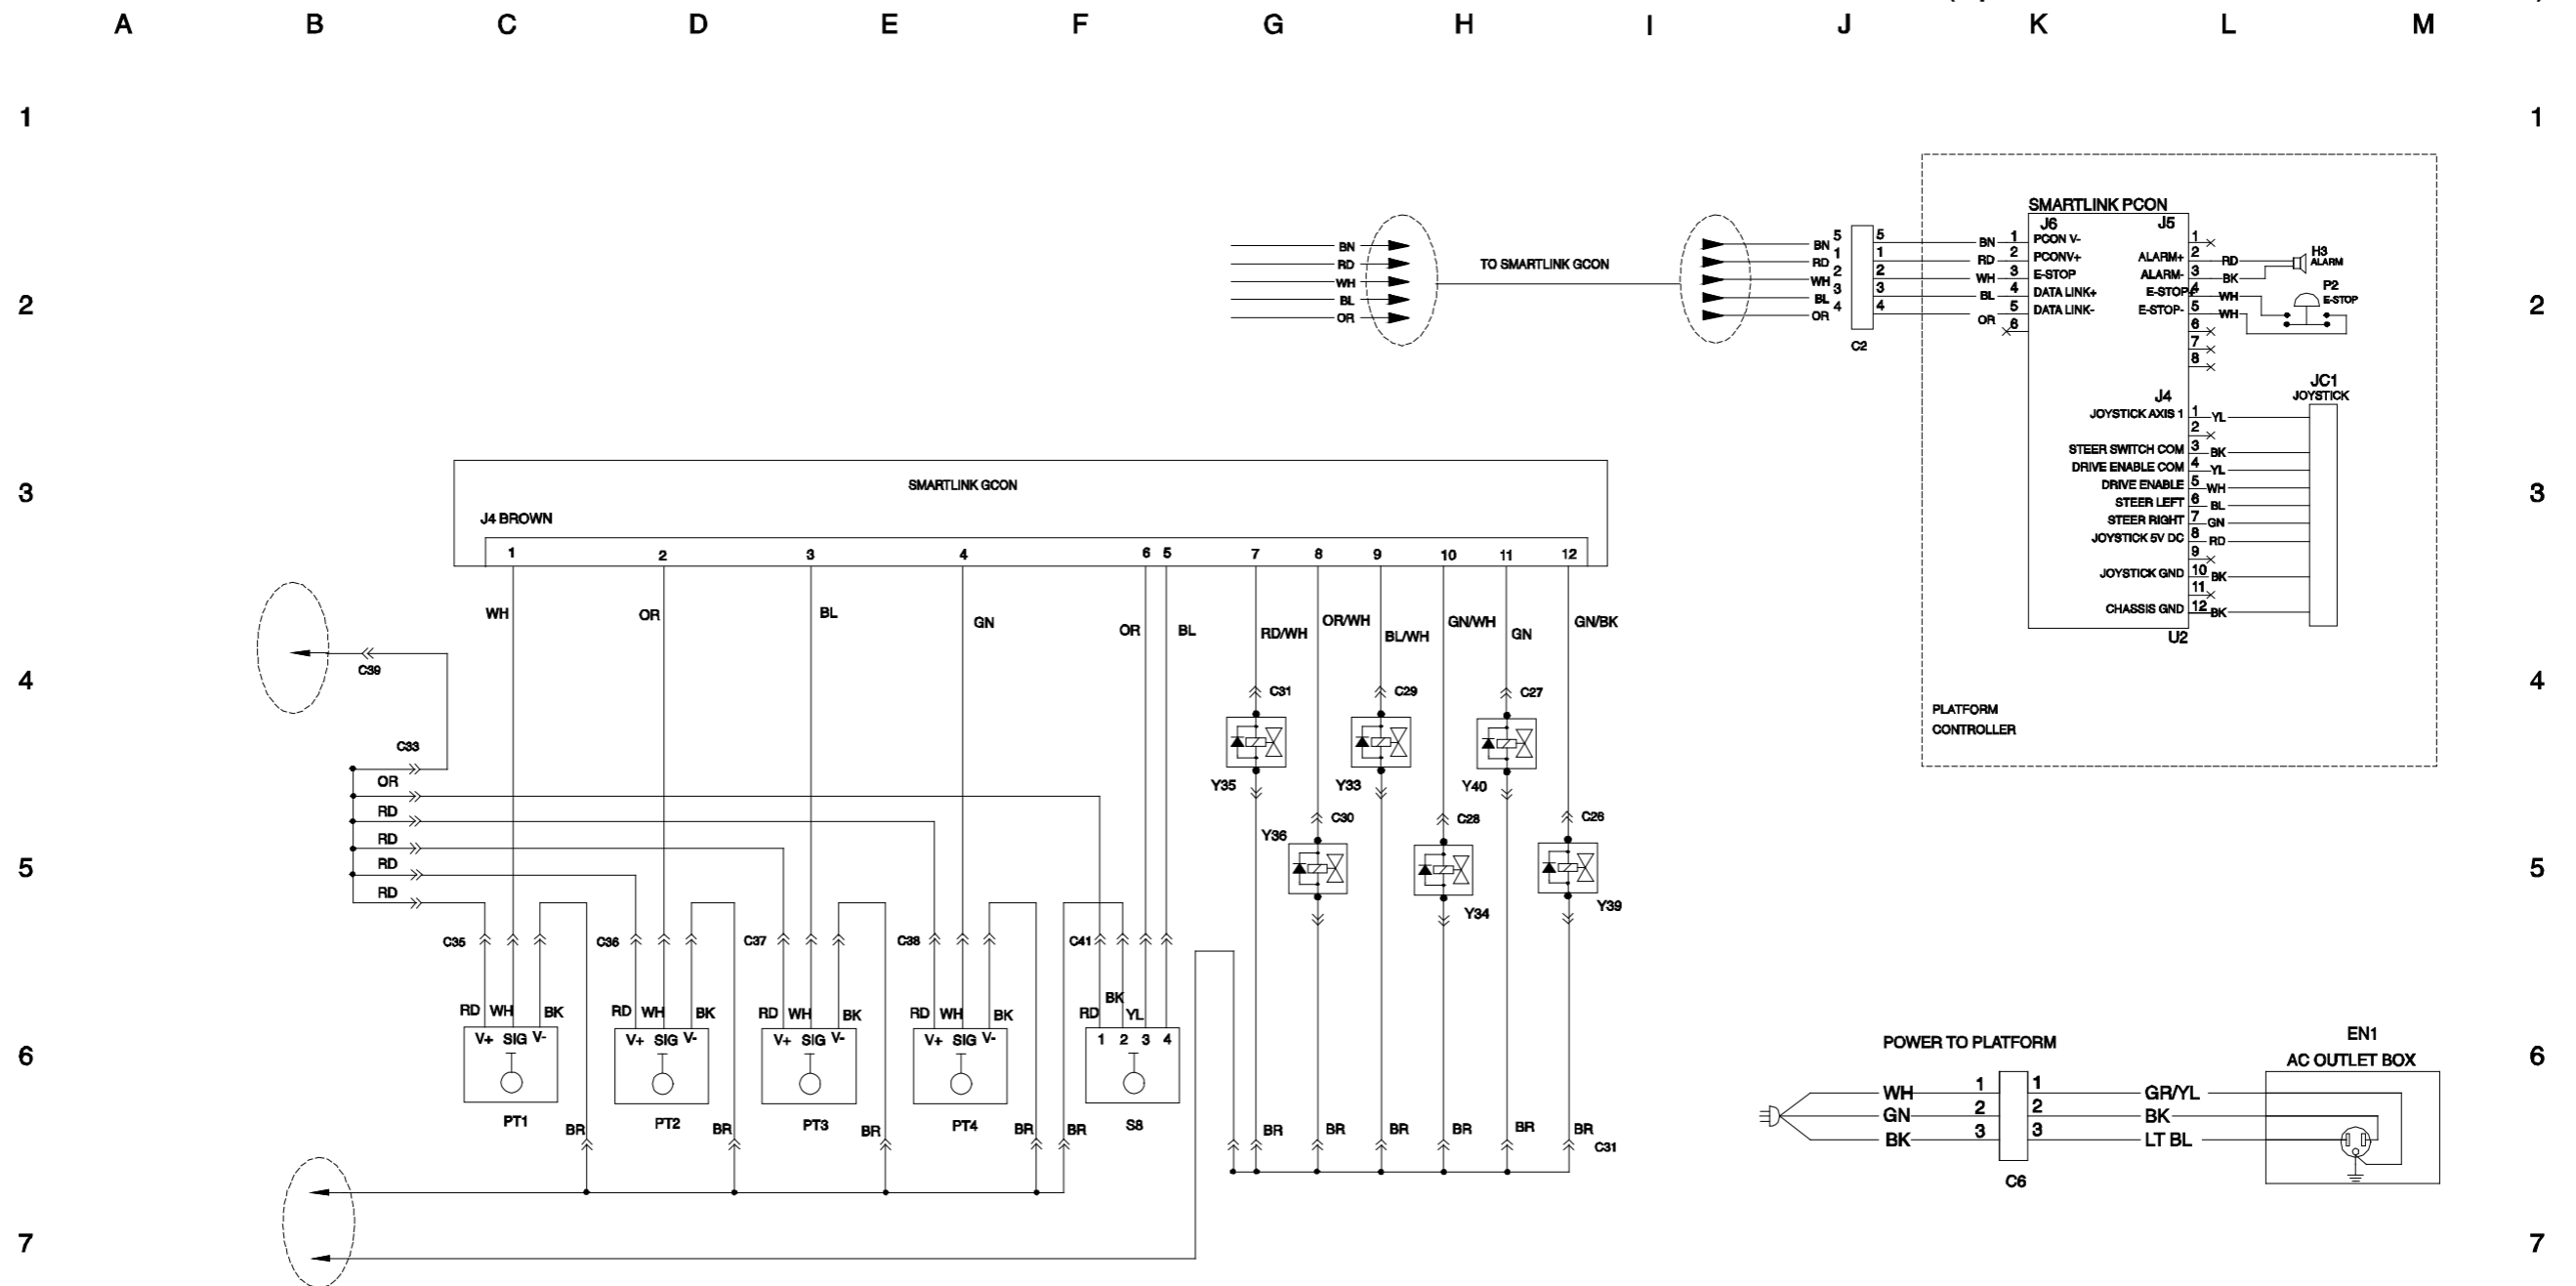 A B C D E F G H I J K L M
1 1
SMARTLINK PCON
J6 J5
BN 5 5 BN 1 PCON V- 1
BN RD 1 1 RD 2 PCONV+ ALARM+ 2 RD H3 ALARM
RD TO SMARTLINK GCON WH 2 2 WH 3 E-STOP ALARM- 3 BK
WH BL 3 3 BL 4 DATA LINK+ E-STOP+ 4 WH P2 E-STOP
BL OR 4 4 OR 5 DATA LINK- E-STOP- 5 WH
OR 6 6
2 2
C2 7
8
J4 JC1
JOYSTICK
JOYSTICK AXIS 1 1 YL
2
STEER SWITCH COM 3 BK
DRIVE ENABLE COM 4 YL
SMARTLINK GCON DRIVE ENABLE 5 WH
3 3
STEER LEFT 6 BL
J4 BROWN STEER RIGHT 7 GN
JOYSTICK 5V DC 8 RD
1 2 3 4 6 5 7 8 9 10 11 12 9
JOYSTICK GND 10 BK
11
CHASSIS GND 12 BK
U2
WH OR BL GN OR BL RD/WH OR/WH BL/WH GN/WH GN GN/BK
C39
4 4
C31 C29 C27
PLATFORM
CONTROLLER
C33
OR Y35 Y33 Y40
RD C30 C28 C26
RD Y36
RD
5 5
RD Y34 Y39
C35 C36 C37 C38 C41
RD WH BK RD WH BK RD WH BK RD WH BK RD BK YL
V+ SIG V- V+ SIG V- V+ SIG V- V+ SIG V- 1 2 3 4
6 6
PT1 PT2 PT3 PT4 S8
BR BR BR BR BR BR BR BR BR BR BR C31
POWER TO PLATFORM EN1
AC OUTLET BOX
WH 1 1 GR/YL
GN 2 2 BK
BK 3 3 LT BL
C6
7 7